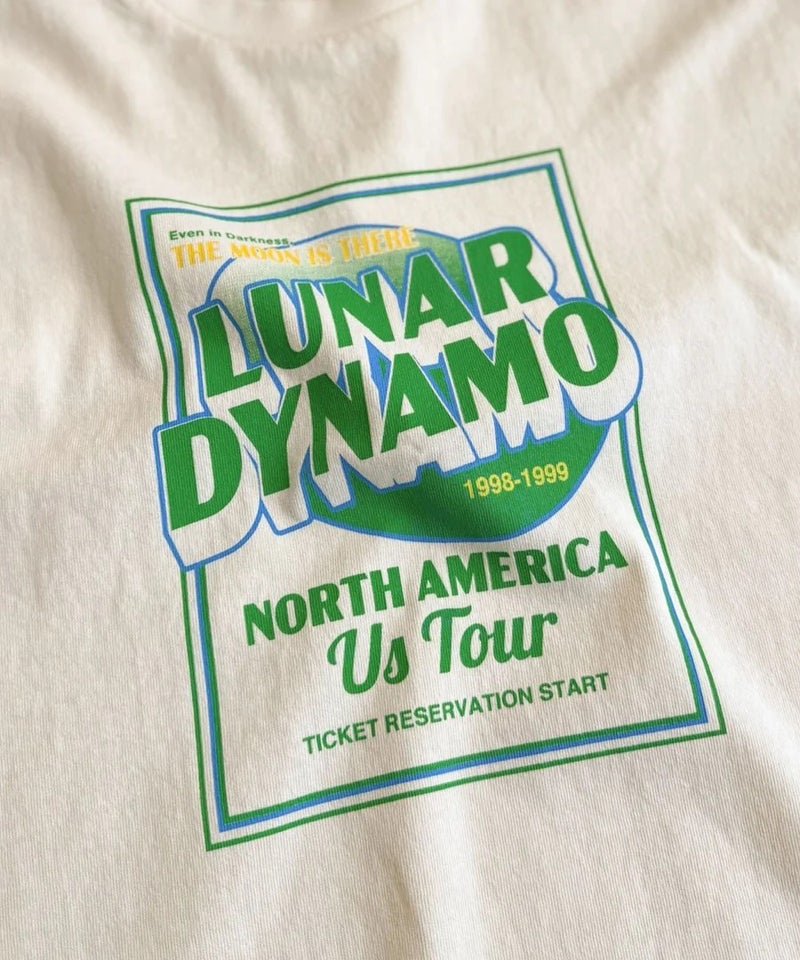 Even in Darkness,
THE MOON IS THERE
LUNAR
DYNAMO
1998-1999
NORTH AMERICA
Us Tour
TICKET RESERVATION START